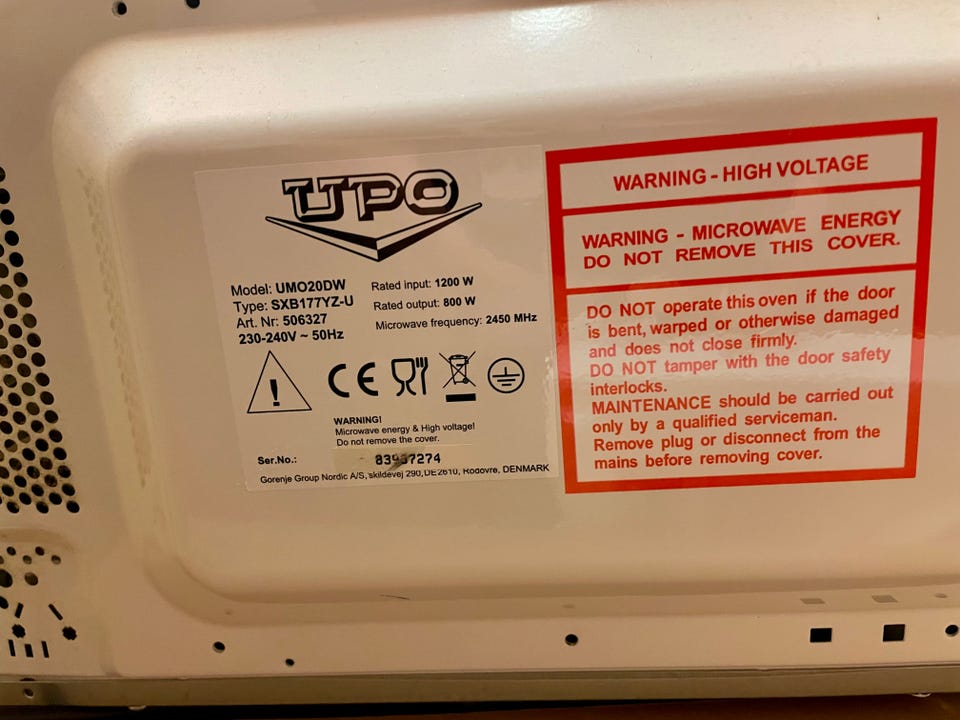 UPO
Model: UMO20DW
Type: SXB177YZ-U
Art. Nr: 506327
230-240V ~ 50Hz
Rated input: 1200 W
Rated output: 800 W
Microwave frequency: 2450 MHz
CE
WARNING!
Microwave energy & High voltage!
Do not remove the cover.
Ser.No.:
Gorenje Group Nordic A/S, skildevej 290, DE2610, Rodovre, DENMARK
WARNING - HIGH VOLTAGE
WARNING - MICROWAVE ENERGY
DO NOT REMOVE THIS COVER.
DO NOT operate this oven if the door
is bent, warped or otherwise damaged
and does not close firmly.
DO NOT tamper with the door safety
interlocks.
MAINTENANCE should be carried out
only by a qualified serviceman.
Remove plug or disconnect from the
mains before removing cover.